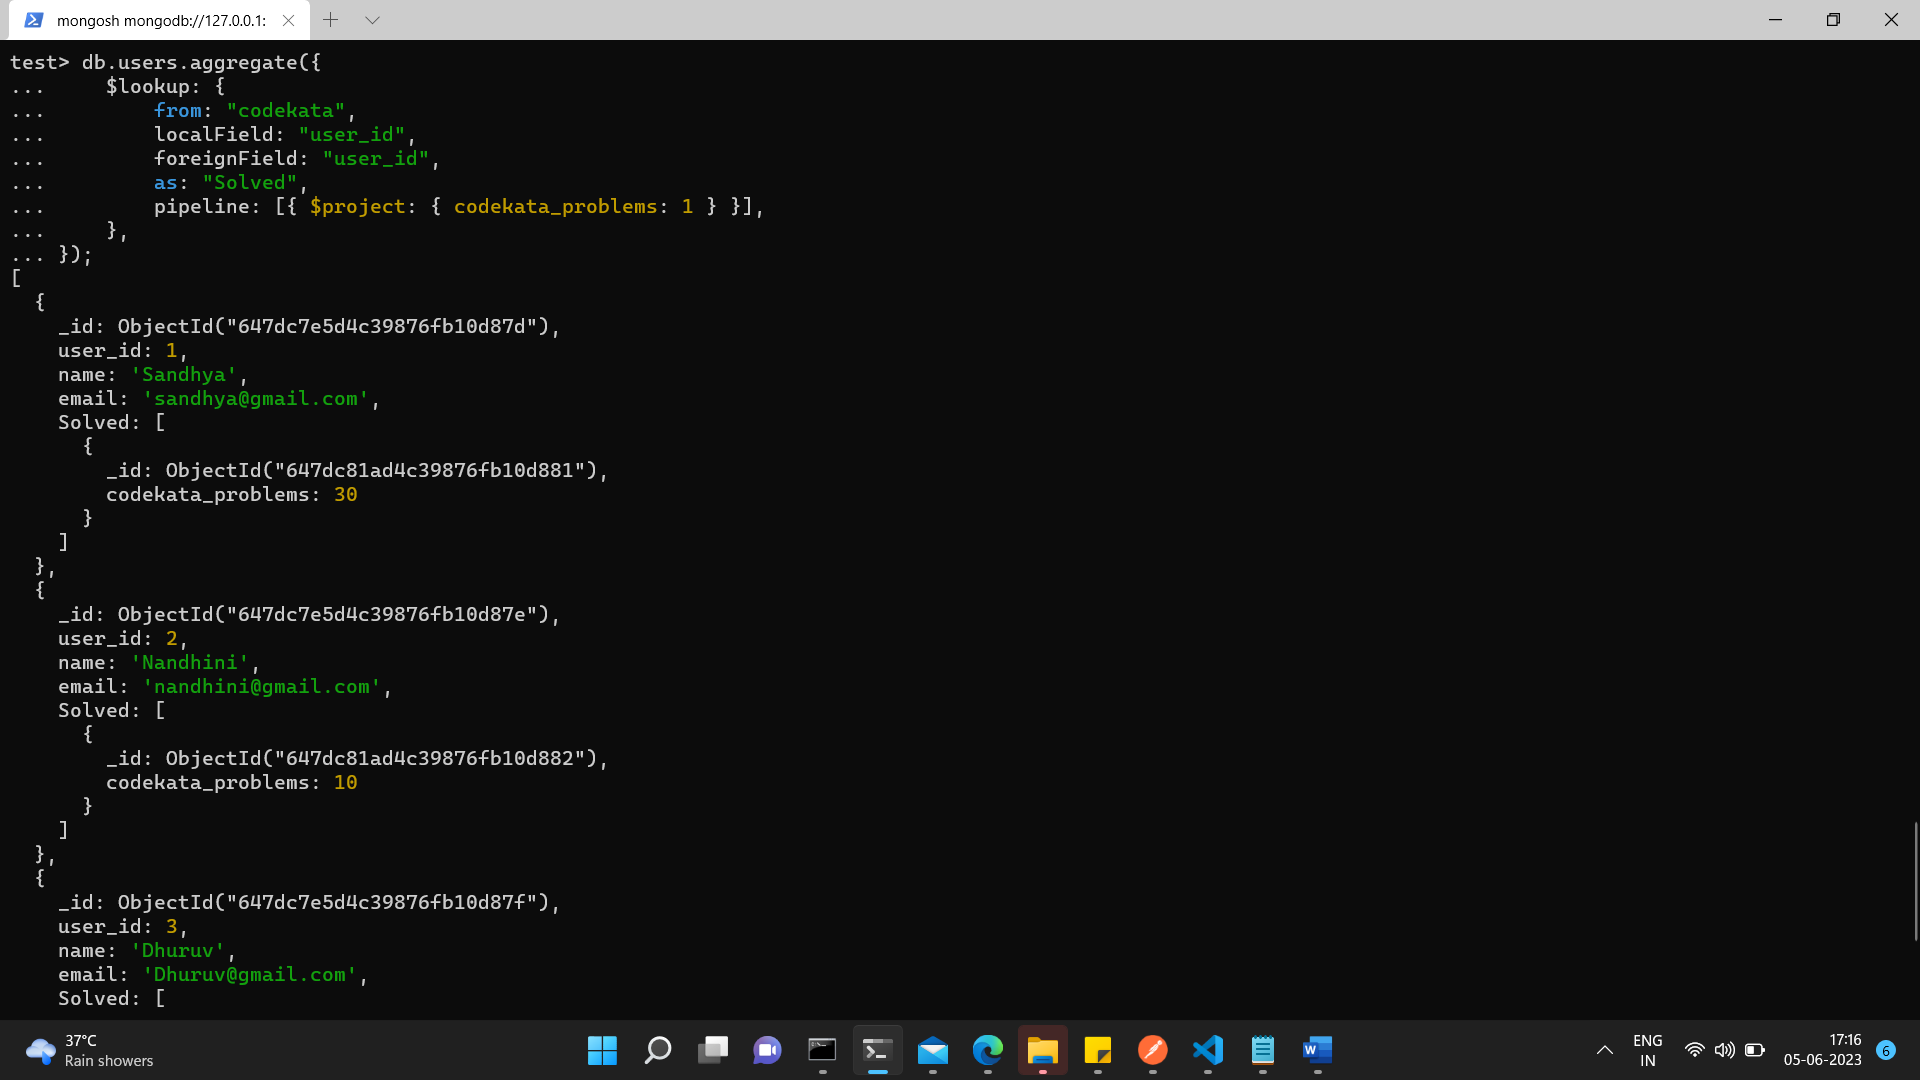 mongosh mongodb://127.0.0.1:
test> db.users.aggregate({
...     $lookup: {
...         from: "codekata",
...         localField: "user_id",
...         foreignField: "user_id",
...         as: "Solved",
...         pipeline: [{ $project: { codekata_problems: 1 } }],
...     },
... });
[
  {
    _id: ObjectId("647dc7e5d4c39876fb10d87d"),
    user_id: 1,
    name: 'Sandhya',
    email: 'sandhya@gmail.com',
    Solved: [
      {
        _id: ObjectId("647dc81ad4c39876fb10d881"),
        codekata_problems: 30
      }
    ]
  },
  {
    _id: ObjectId("647dc7e5d4c39876fb10d87e"),
    user_id: 2,
    name: 'Nandhini',
    email: 'nandhini@gmail.com',
    Solved: [
      {
        _id: ObjectId("647dc81ad4c39876fb10d882"),
        codekata_problems: 10
      }
    ]
  },
  {
    _id: ObjectId("647dc7e5d4c39876fb10d87f"),
    user_id: 3,
    name: 'Dhuruv',
    email: 'Dhuruv@gmail.com',
    Solved: [
37°C
Rain showers
W
ENG
IN
17:16
05-06-2023
6